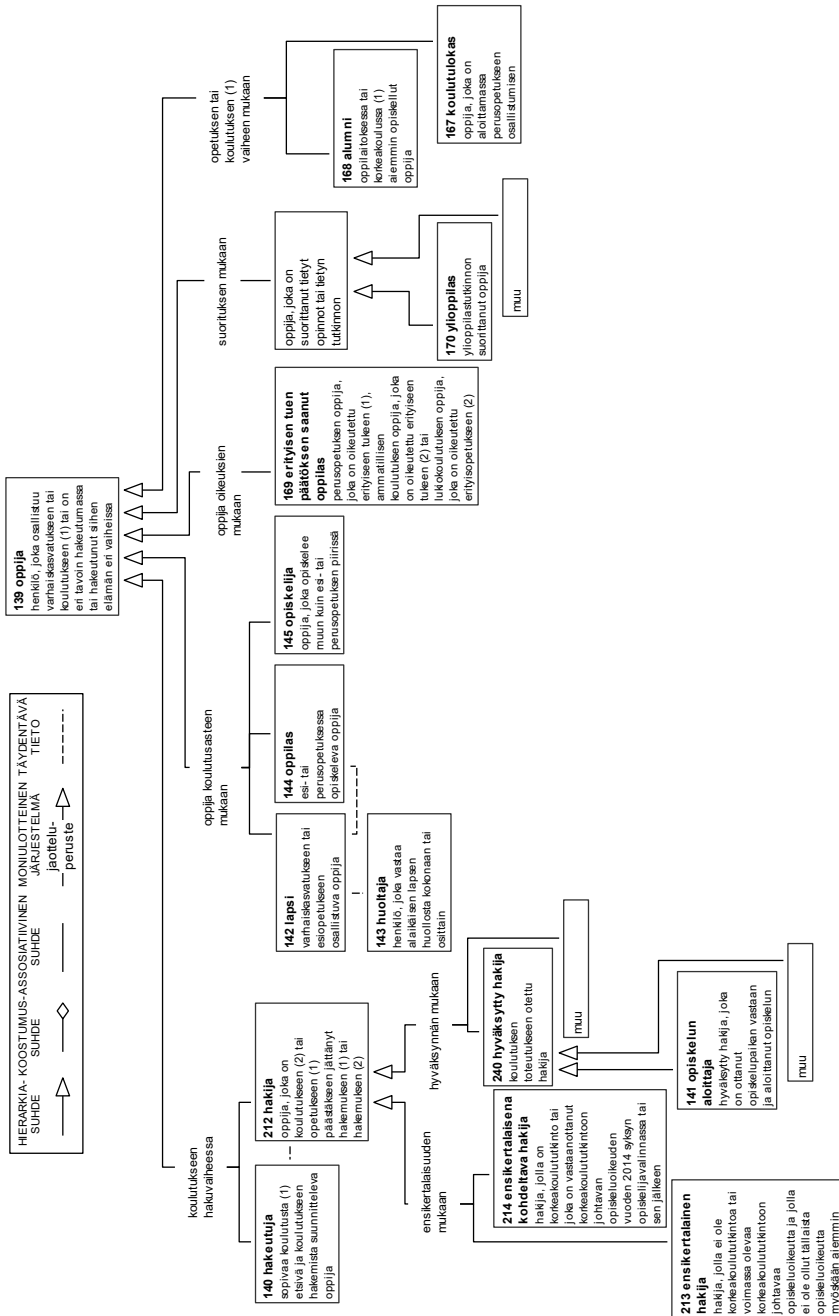 HIERARKIA- KOOSTUMUS- ASSOSIATIIVINEN MONIULOTTEINEN TÄYDENTÄVÄ
SUHDE SUHDE SUHDE JÄRJESTELMÄ TIETO
jaottelu-
peruste
139 oppija
henkilö, joka osallistuu
varhaiskasvatukseen tai
koulutukseen (1) tai on
eri tavoin hakeutumassa
tai hakeutunut siihen
elämän eri vaiheissa
koulutukseen
hakuvaiheessa
oppija koulutusasteen
mukaan
oppija oikeuksien
mukaan
suorituksen mukaan
opetuksen tai
koulutuksen (1)
vaiheen mukaan
140 hakeutuja
sopivaa koulutusta (1)
etsivä ja koulutukseen
hakemista suunnitteleva
oppija
212 hakija
oppija, joka on
koulutukseen (2) tai
opetukseen (1)
päästäkseen jättänyt
hakemuksen (1) tai
hakemuksen (2)
142 lapsi
varhaiskasvatukseen tai
esiopetukseen
osallistuva oppija
144 oppilas
esi- tai
perusopetuksessa
opiskeleva oppija
145 opiskelija
oppija, joka opiskelee
muun kuin esi- tai
perusopetuksen piirissä
169 erityisen tuen
päätöksen saanut
oppilas
perusopetuksen oppija,
joka on oikeutettu
erityiseen tukeen (1),
ammatillisen
koulutuksen oppija, joka
on oikeutettu erityiseen
tukeen (2) tai
lukiokoulutuksen oppija,
joka on oikeutettu
erityisopetukseen (2)
oppija, joka on
suorittanut tietyt
opinnot tai tietyn
tutkinnon
168 alumni
oppilaitoksessa tai
korkeakoulussa (1)
aiemmin opiskellut
oppija
167 koulutulokas
oppija, joka on
aloittamassa
perusopetukseen
osallistumisen
143 huoltaja
henkilö, joka vastaa
alaikäisen lapsen
huollosta kokonaan tai
osittain
170 ylioppilas
ylioppilastutkinnon
suorittanut oppija
muu
ensikertalaisuuden
mukaan
hyväksynnän mukaan
214 ensikertalaisena
kohdeltava hakija
hakija, jolla on
korkeakoulututkinto tai
joka on vastaanottanut
korkeakoulututkintoon
johtavan
opiskeluoikeuden
vuoden 2014 syksyn
opiskelijavalinnassa tai
sen jälkeen
240 hyväksytty hakija
koulutuksen
toteutukseen otettu
hakija
muu
213 ensikertalainen
hakija
hakija, jolla ei ole
korkeakoulututkintoa tai
voimassa olevaa
korkeakoulututkintoon
johtavaa
opiskeluoikeutta ja jolla
ei ole ollut tällaista
opiskeluoikeutta
myöskään aiemmin
141 opiskelun
aloittaja
hyväksytty hakija, joka
on ottanut
opiskelupaikan vastaan
ja aloittanut opiskelun
muu